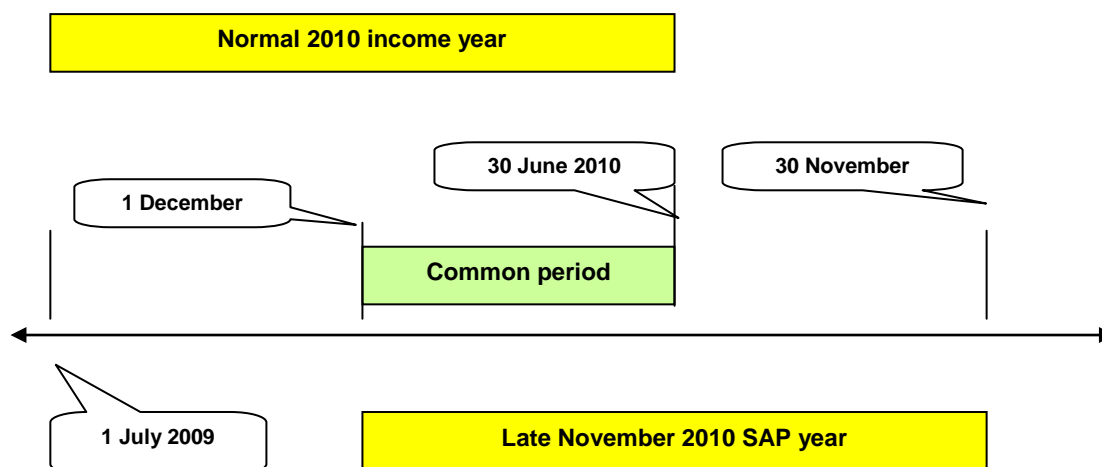 Normal 2010 income year
30 June 2010
30 November
1 December
Common period
1 July 2009
Late November 2010 SAP year